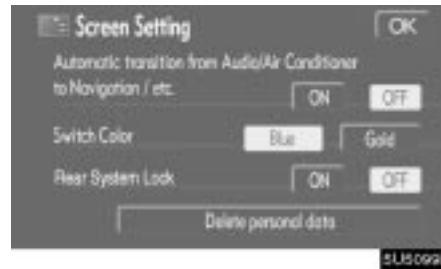 Screen Setting OK
Automatic transition from Audio/Air Conditioner
to Navigation / etc. ON OFF
Switch Color Blue Gold
Rear System Lock ON OFF
Delete personal data
5U5099